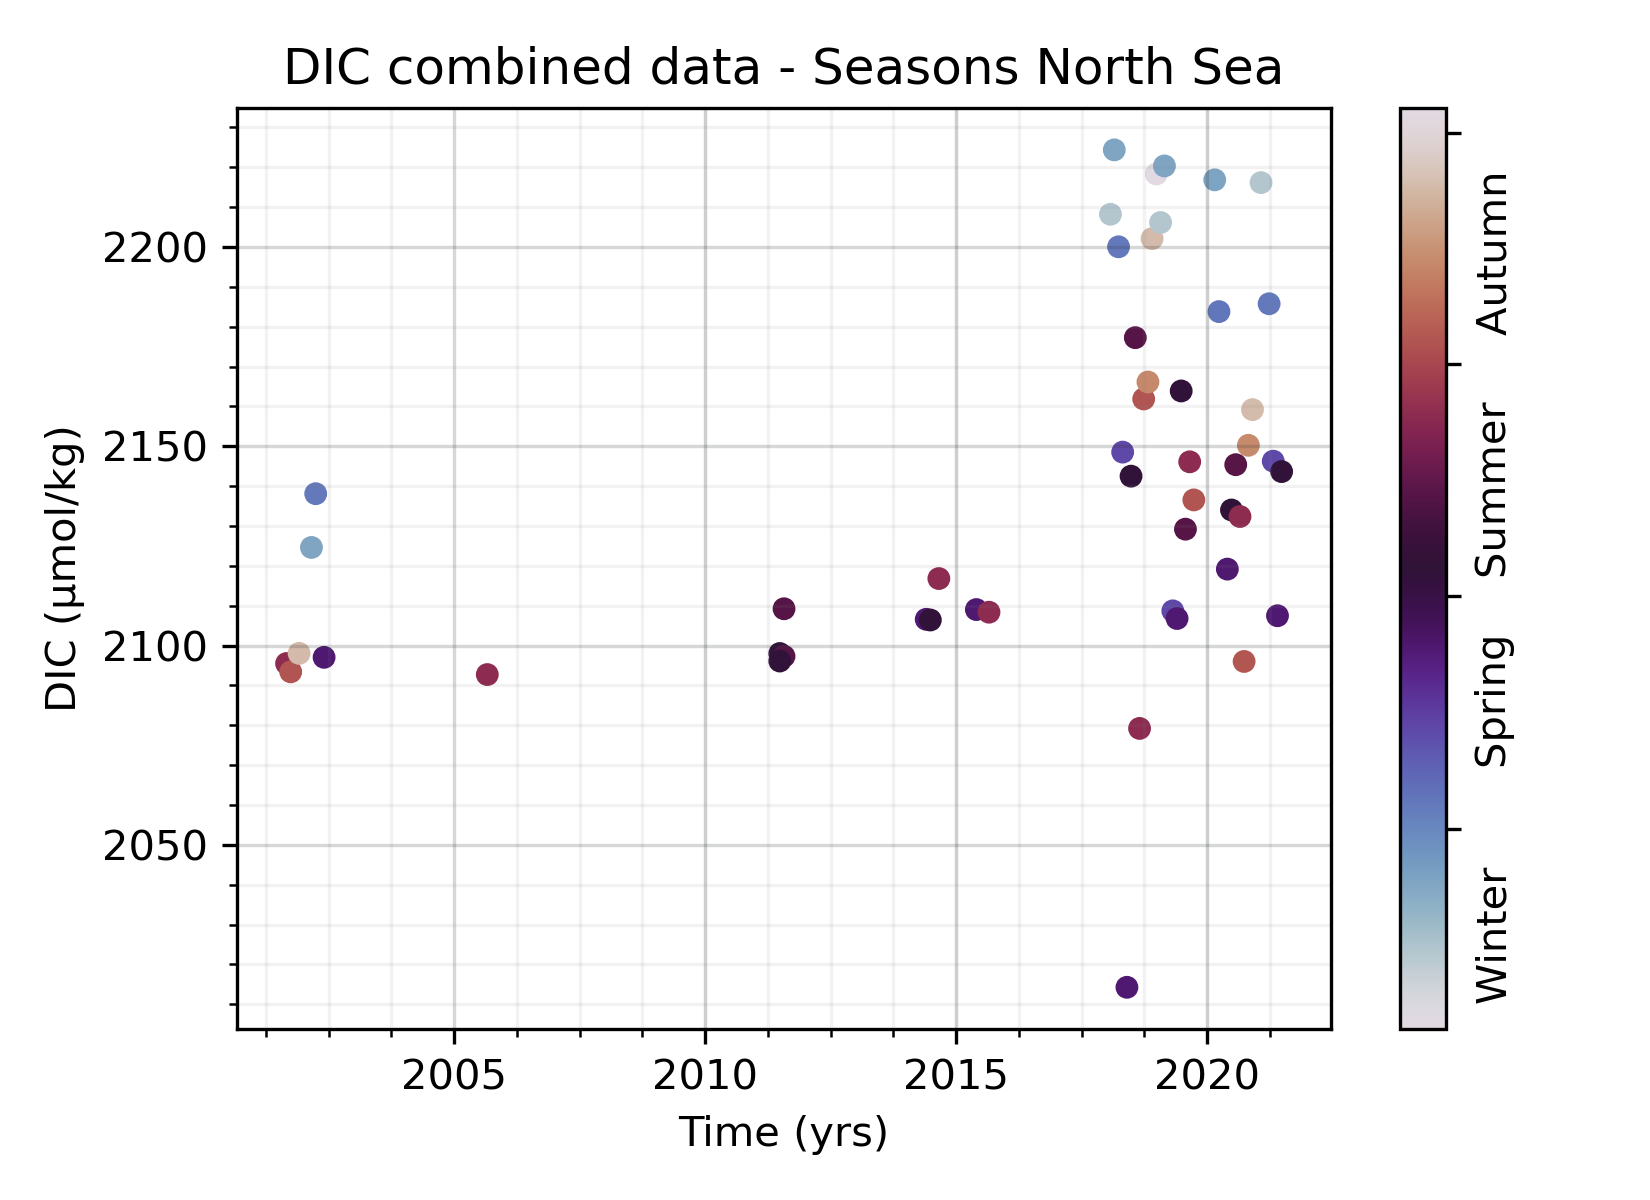 DIC combined data - Seasons North Sea
DIC (µmol/kg)
2200
2150
2100
2050
2005 2010 2015 2020
Time (yrs)
Autumn
Summer
Spring
Winter